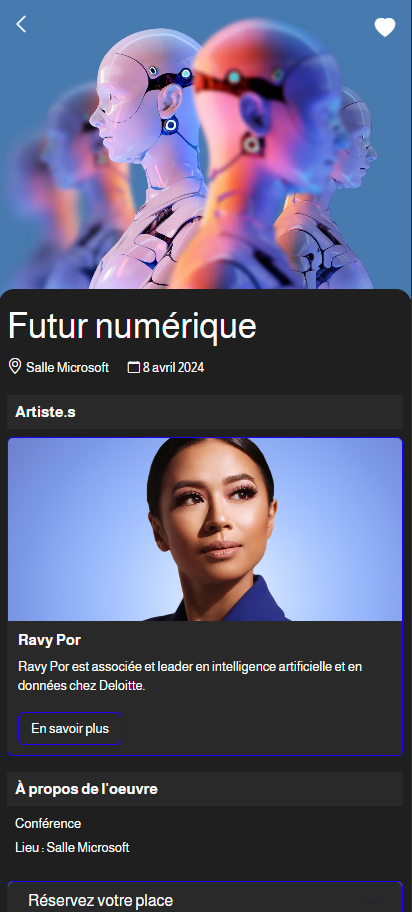 Futur numérique
Salle Microsoft 8 avril 2024
Artiste.s
Ravy Por
Ravy Por est associée et leader en intelligence artificielle et en
données chez Deloitte.
En savoir plus
À propos de l'oeuvre
Conférence
Lieu : Salle Microsoft
Réservez votre place